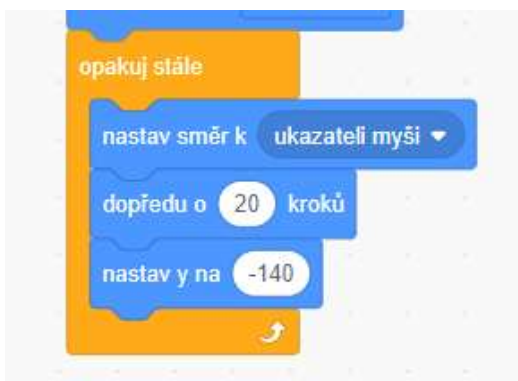 opakuj stále
nastav směr k ukazateli myši
dopředu o 20 kroků
nastav y na -140